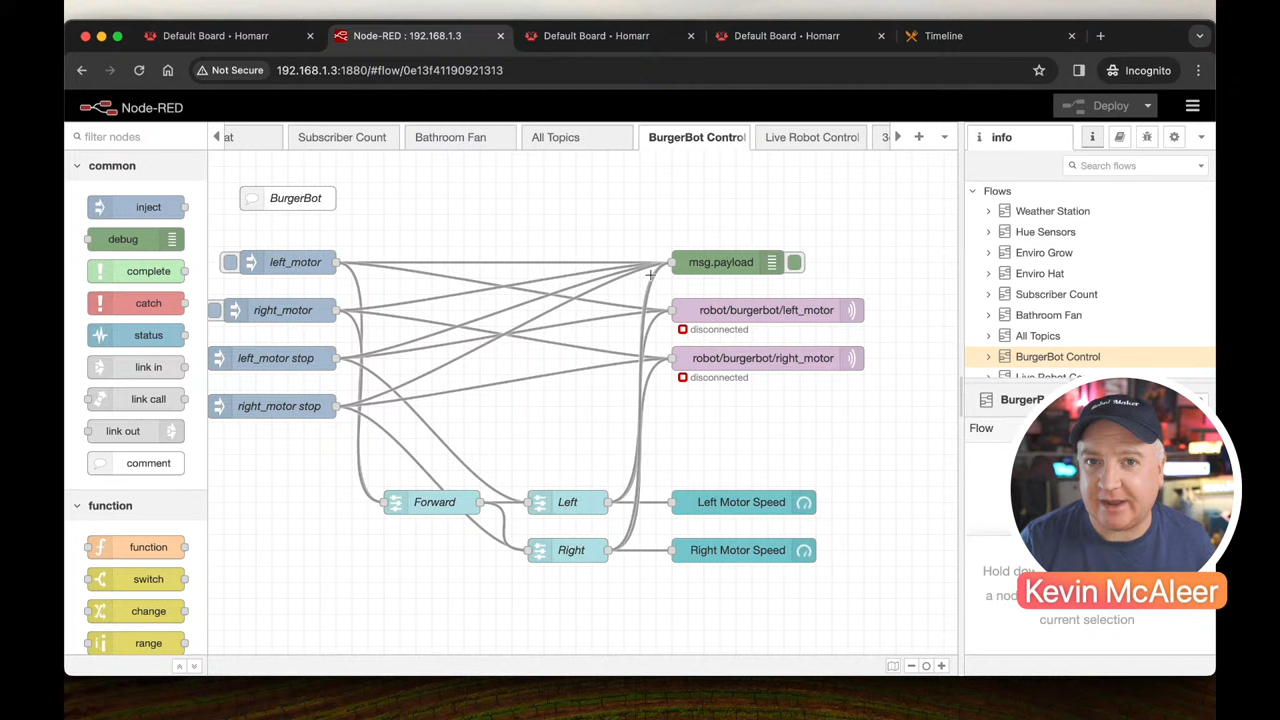 Default Board · Homarr
Node-RED : 192.168.1.3
Default Board · Homarr
Default Board · Homarr
Timeline
Not Secure
192.168.1.3:1880/#flow/0e13f41190921313
Incognito
Node-RED
Deploy
filter nodes
at
Subscriber Count
Bathroom Fan
All Topics
BurgerBot Control
Live Robot Control
info
i
Search flows
common
inject
debug
complete
catch
status
link in
link call
link out
comment
function
function
switch
change
range
BurgerBot
left_motor
right_motor
left_motor stop
right_motor stop
msg.payload
robot/burgerbot/left_motor
disconnected
robot/burgerbot/right_motor
disconnected
Forward
Left
Right
Left Motor Speed
Right Motor Speed
Flows
Weather Station
Hue Sensors
Enviro Grow
Enviro Hat
Subscriber Count
Bathroom Fan
All Topics
BurgerBot Control
Flow
Robot Maker
Kevin McAleer
current selection